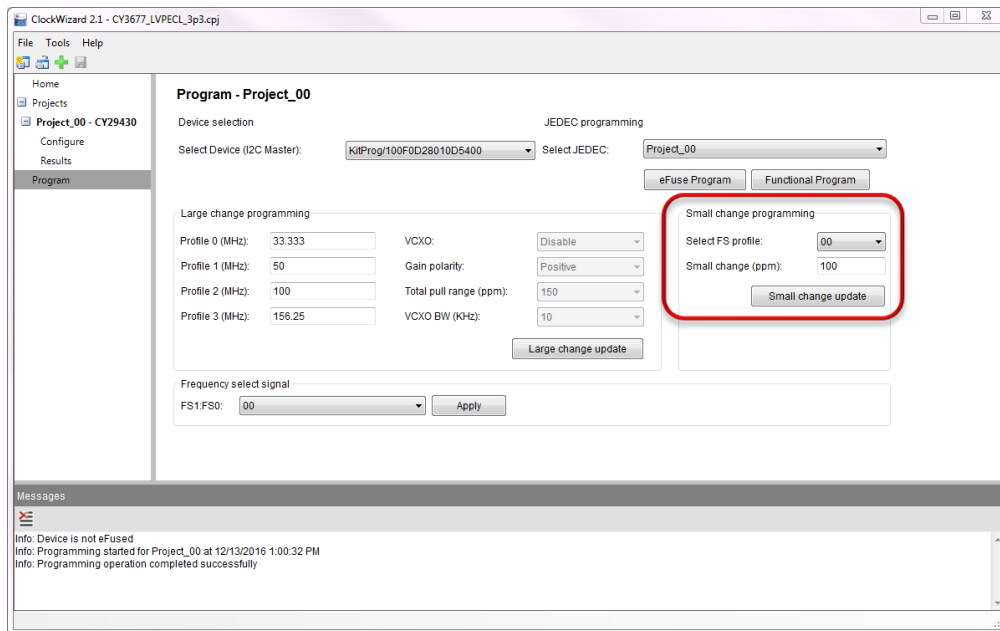 ClockWizard 2.1 - CY3677_LVPECL_3p3.cpj
File Tools Help
Home
Projects
Project_00 - CY29430
Configure
Results
Program
Program - Project_00
Device selection
JEDEC programming
Select Device (I2C Master):
KitProg/100F0D28010D5400
Select JEDEC:
Project_00
eFuse Program
Functional Program
Large change programming
Profile 0 (MHz):
33.333
VCXO:
Disable
Profile 1 (MHz):
50
Gain polarity:
Positive
Profile 2 (MHz):
100
Total pull range (ppm):
150
Profile 3 (MHz):
156.25
VCXO BW (KHz):
10
Large change update
Small change programming
Select FS profile:
00
Small change (ppm):
100
Small change update
Frequency select signal
FS1:FS0:
00
Apply
Messages
Info: Device is not eFused
Info: Programming started for Project_00 at 12/13/2016 1:00:32 PM
Info: Programming operation completed successfully